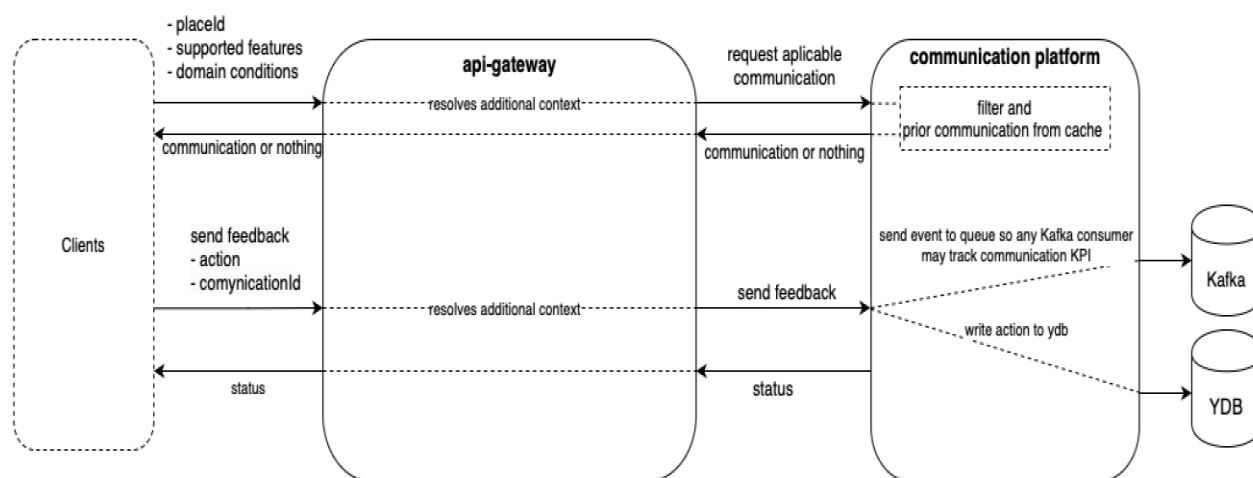 - placeId
- supported features
- domain conditions
api-gateway
request aplicable
communication
communication platform
resolves additional context
filter and
prior communication from cache
communication or nothing
communication or nothing
Clients
send feedback
- action
- comynicationId
send event to queue so any Kafka consumer
may track communication KPI
Kafka
resolves additional context
send feedback
write action to ydb
status
status
YDB